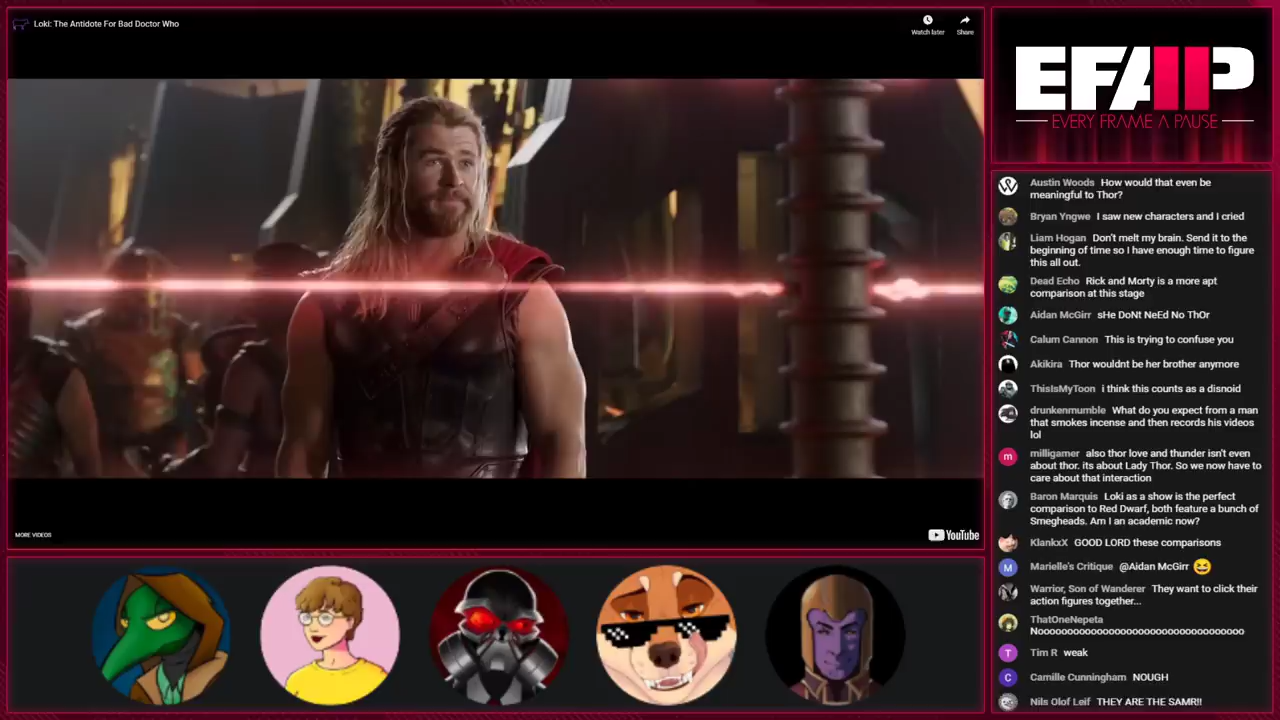 Loki: The Antidote For Bad Doctor Who
Watch later
Share
MORE VIDEOS
YouTube
EFAP
EVERY FRAME A PAUSE
Austin Woods How would that even be
meaningful to Thor?
Bryan Yngwe I saw new characters and I cried
Liam Hogan Don't melt my brain. Send it to the
beginning of time so I have enough time to figure
this all out.
Dead Echo Rick and Morty is a more apt
comparison at this stage
Aidan McGirr sHe DoNt NeEd No ThOr
Calum Cannon This is trying to confuse you
Akikira Thor wouldnt be her brother anymore
ThisIsMyToon i think this counts as a disnoid
drunkenmumble What do you expect from a man
that smokes incense and then records his videos
lol
m
milligamer also thor love and thunder isn't even
about thor. its about Lady Thor. So we now have to
care about that interaction
Baron Marquis Loki as a show is the perfect
comparison to Red Dwarf, both feature a bunch of
Smegheads. Am I an academic now?
KlankxX GOOD LORD these comparisons
M
Marielle's Critique @Aidan McGirr 😆
Warrior, Son of Wanderer They want to click their
action figures together...
ThatOneNepeta
Nooooooooooooooooooooooooooooooooooo
T
Tim R weak
C
Camille Cunningham NOUGH
Nils Olof Leif THEY ARE THE SAMR!!